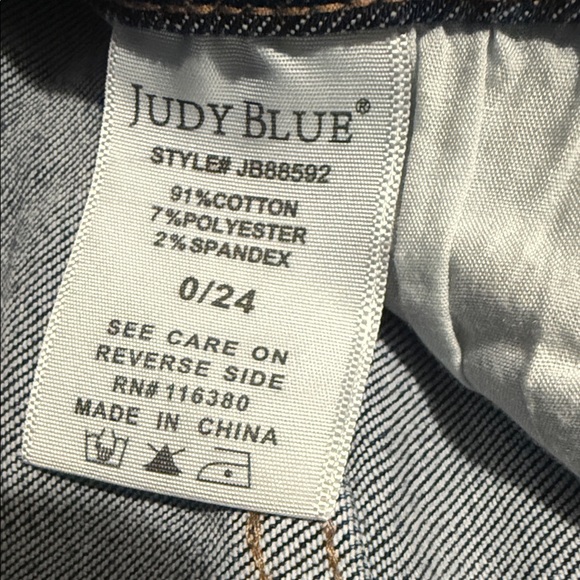 JUDY BLUE®
STYLE# JB88592
91%COTTON
7%POLYESTER
2%SPANDEX
0/24
SEE CARE ON
REVERSE SIDE
RN#116380
MADE IN CHINA